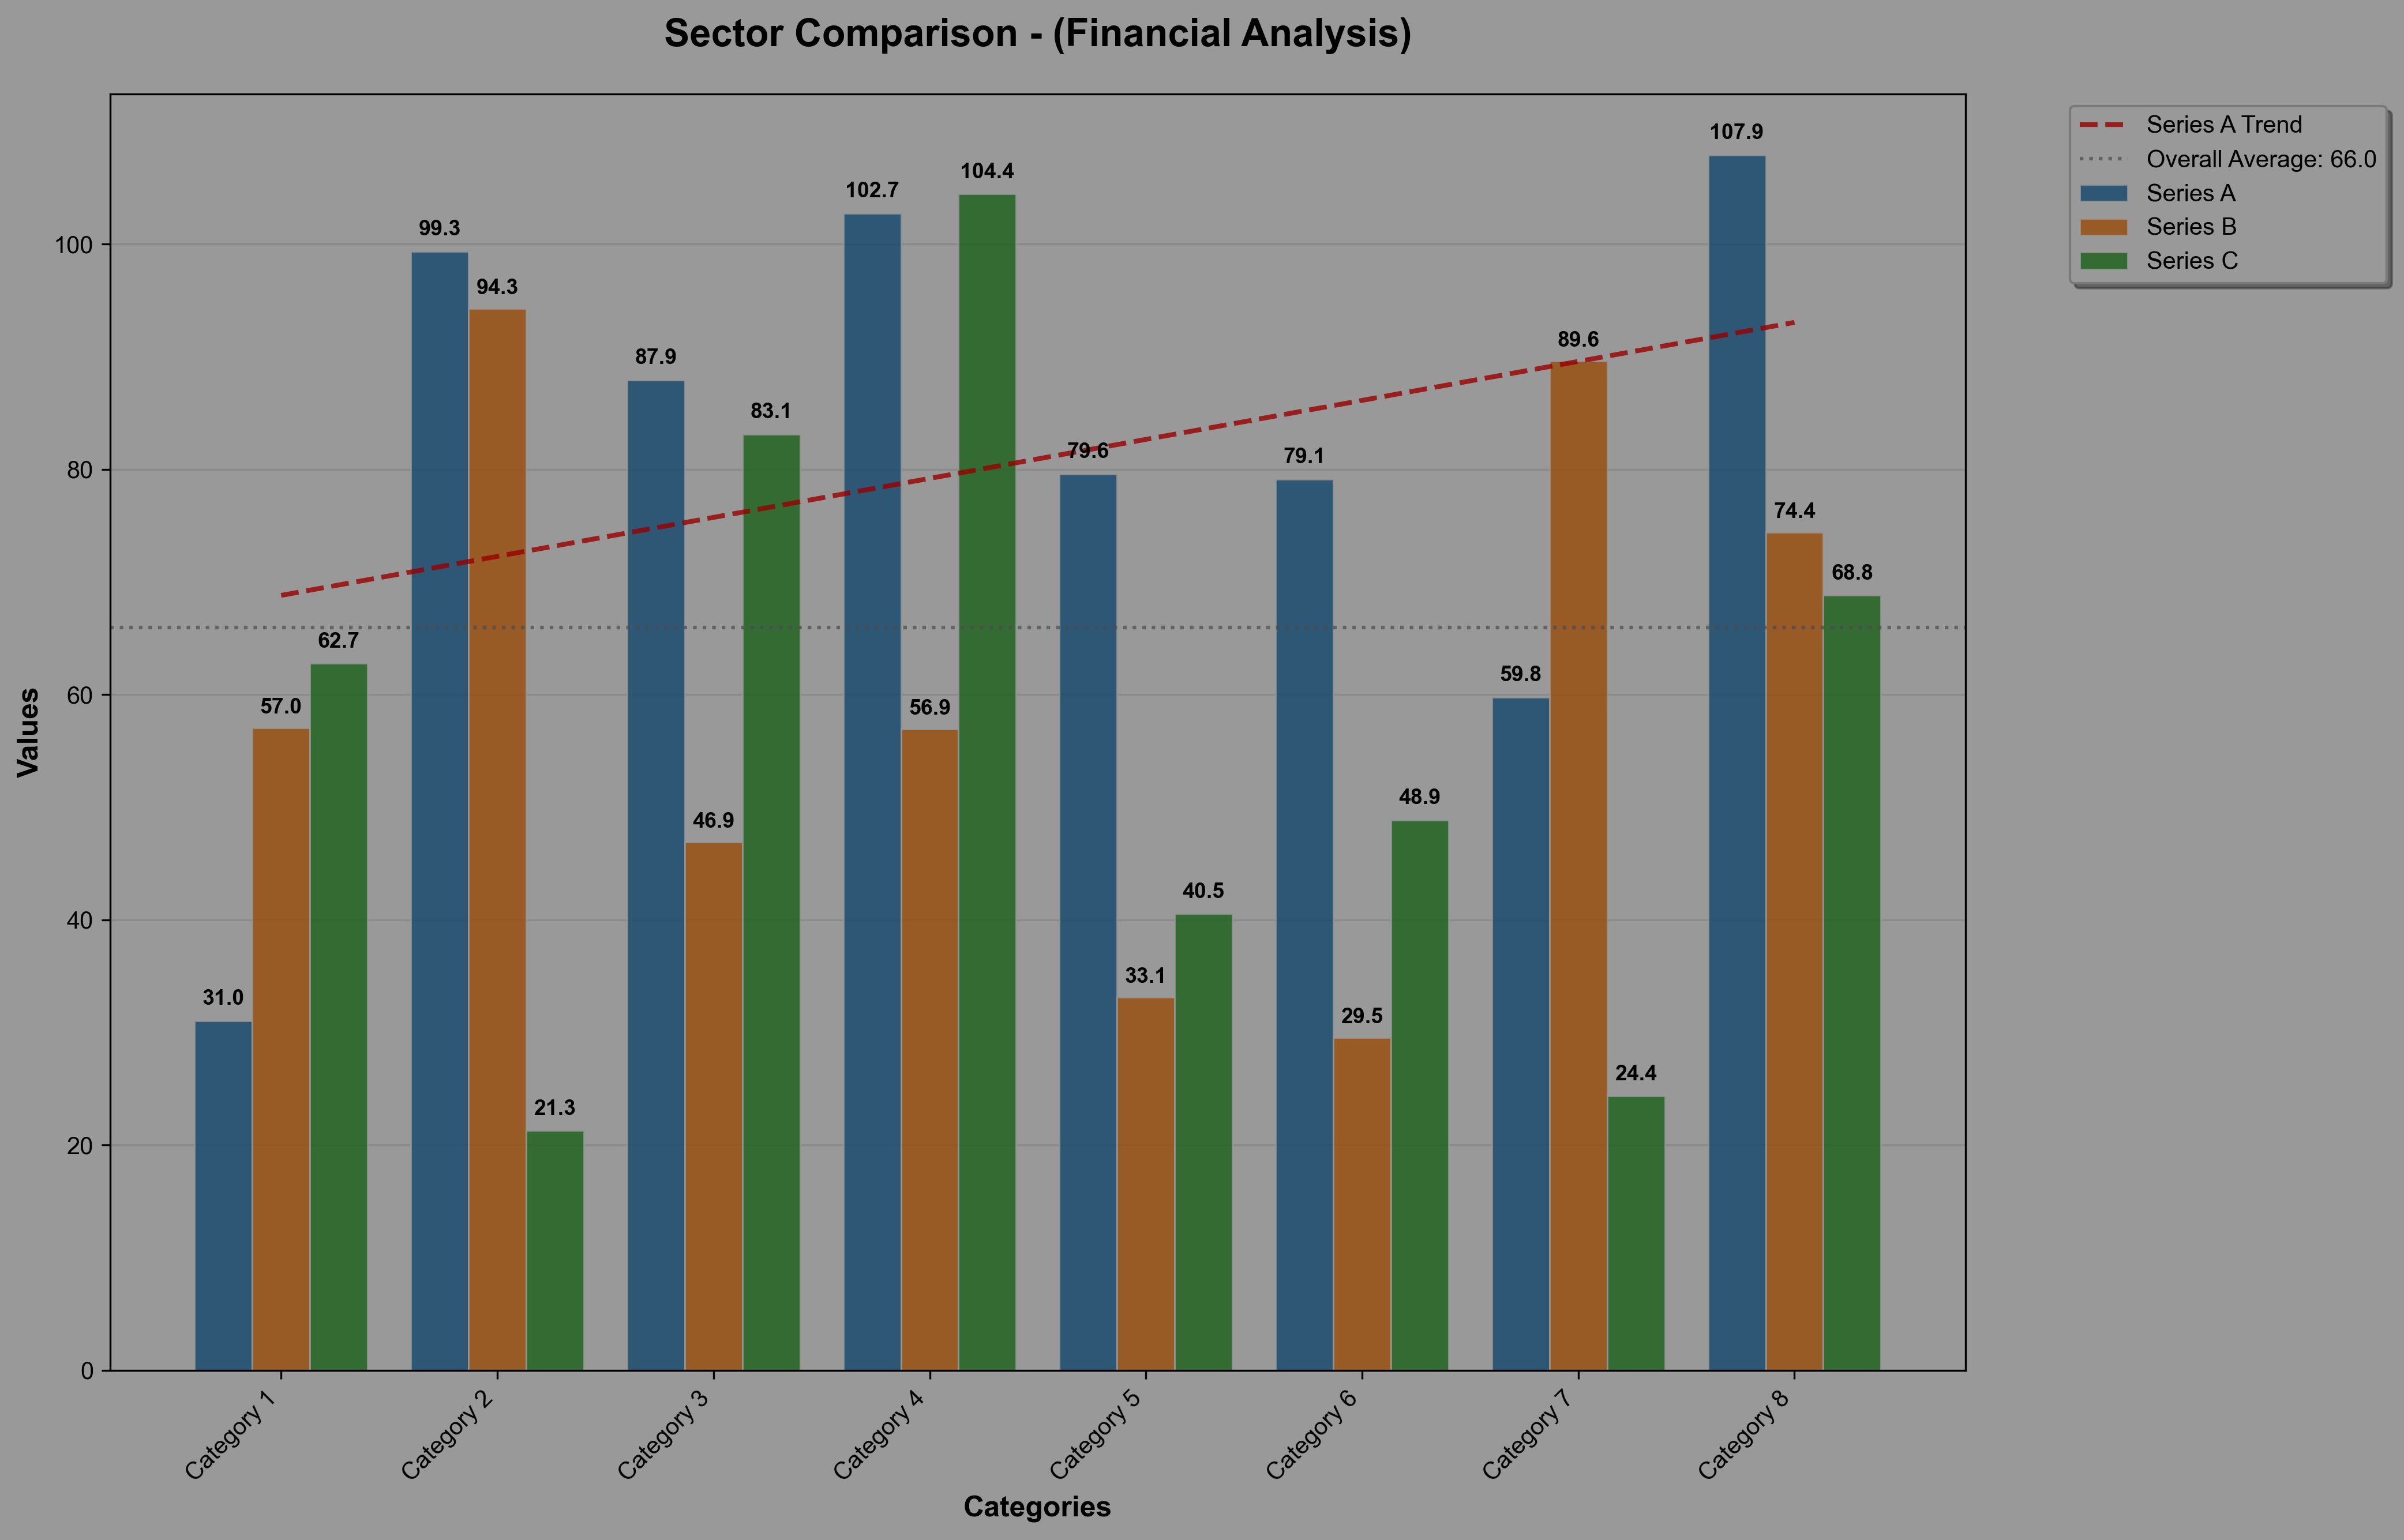 Sector Comparison - (Financial Analysis)
Series A Trend
Overall Average: 66.0
Series A
Series B
Series C
Values
100
80
60
40
20
0
31.0
57.0
62.7
99.3
94.3
21.3
87.9
46.9
83.1
102.7
56.9
104.4
79.6
33.1
40.5
79.1
29.5
48.9
59.8
89.6
24.4
107.9
74.4
68.8
Category 1
Category 2
Category 3
Category 4
Category 5
Category 6
Category 7
Category 8
Categories